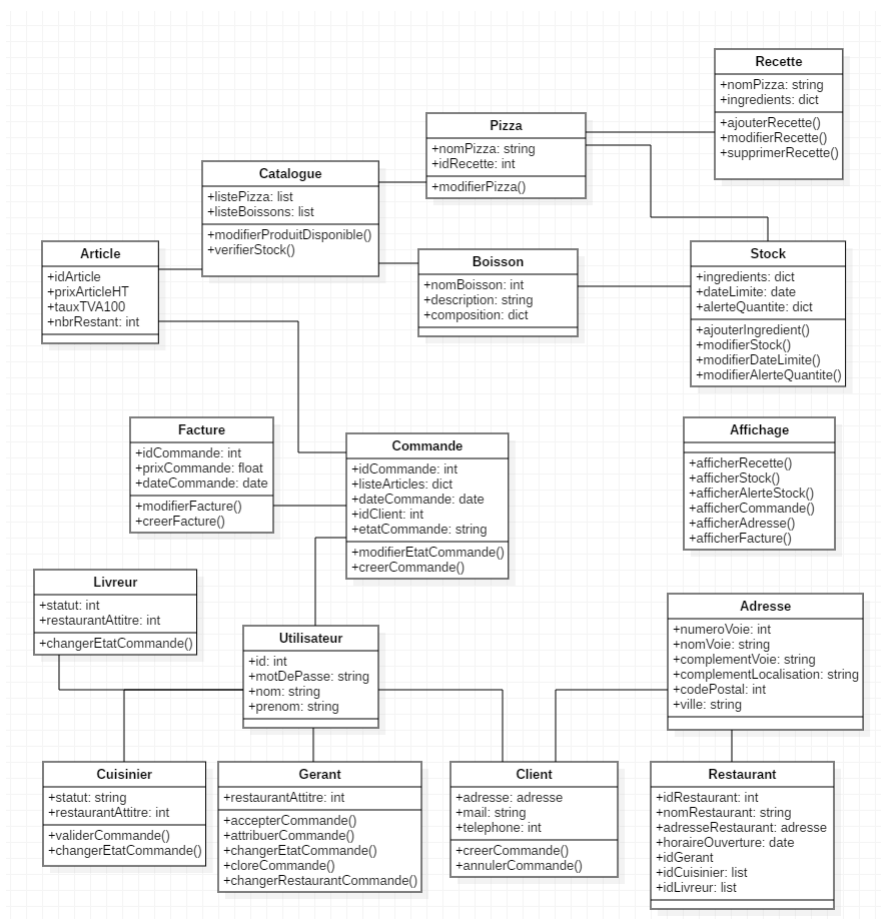 Recette
+nomPizza: string
+ingredients: dict
+ajouterRecette()
+modifierRecette()
+supprimerRecette()
Pizza
+nomPizza: string
+idRecette: int
+modifierPizza()
Catalogue
+listePizza: list
+listeBoissons: list
+modifierProduitDisponible()
+verifierStock()
Article
+idArticle
+prixArticleHT
+tauxTVA100
+nbrRestant: int
Boisson
+nomBoisson: int
+description: string
+composition: dict
Stock
+ingredients: dict
+dateLimite: date
+alerteQuantite: dict
+ajouterIngredient()
+modifierStock()
+modifierDateLimite()
+modifierAlerteQuantite()
Facture
+idCommande: int
+prixCommande: float
+dateCommande: date
+modifierFacture()
+creerFacture()
Commande
+idCommande: int
+listeArticles: dict
+dateCommande: date
+idClient: int
+etatCommande: string
+modifierEtatCommande()
+creerCommande()
Affichage
+afficherRecette()
+afficherStock()
+afficherAlerteStock()
+afficherCommande()
+afficherAdresse()
+afficherFacture()
Livreur
+statut: int
+restaurantAttitre: int
+changerEtatCommande()
Utilisateur
+id: int
+motDePasse: string
+nom: string
+prenom: string
Adresse
+numeroVoie: int
+nomVoie: string
+complementVoie: string
+complementLocalisation: string
+codePostal: int
+ville: string
Cuisinier
+statut: string
+restaurantAttitre: int
+validerCommande()
+changerEtatCommande()
Gerant
+restaurantAttitre: int
+accepterCommande()
+attribuerCommande()
+changerEtatCommande()
+cloreCommande()
+changerRestaurantCommande()
Client
+adresse: adresse
+mail: string
+telephone: int
+creerCommande()
+annulerCommande()
Restaurant
+idRestaurant: int
+nomRestaurant: string
+adresseRestaurant: adresse
+horaireOuverture: date
+idGerant
+idCuisinier: list
+idLivreur: list